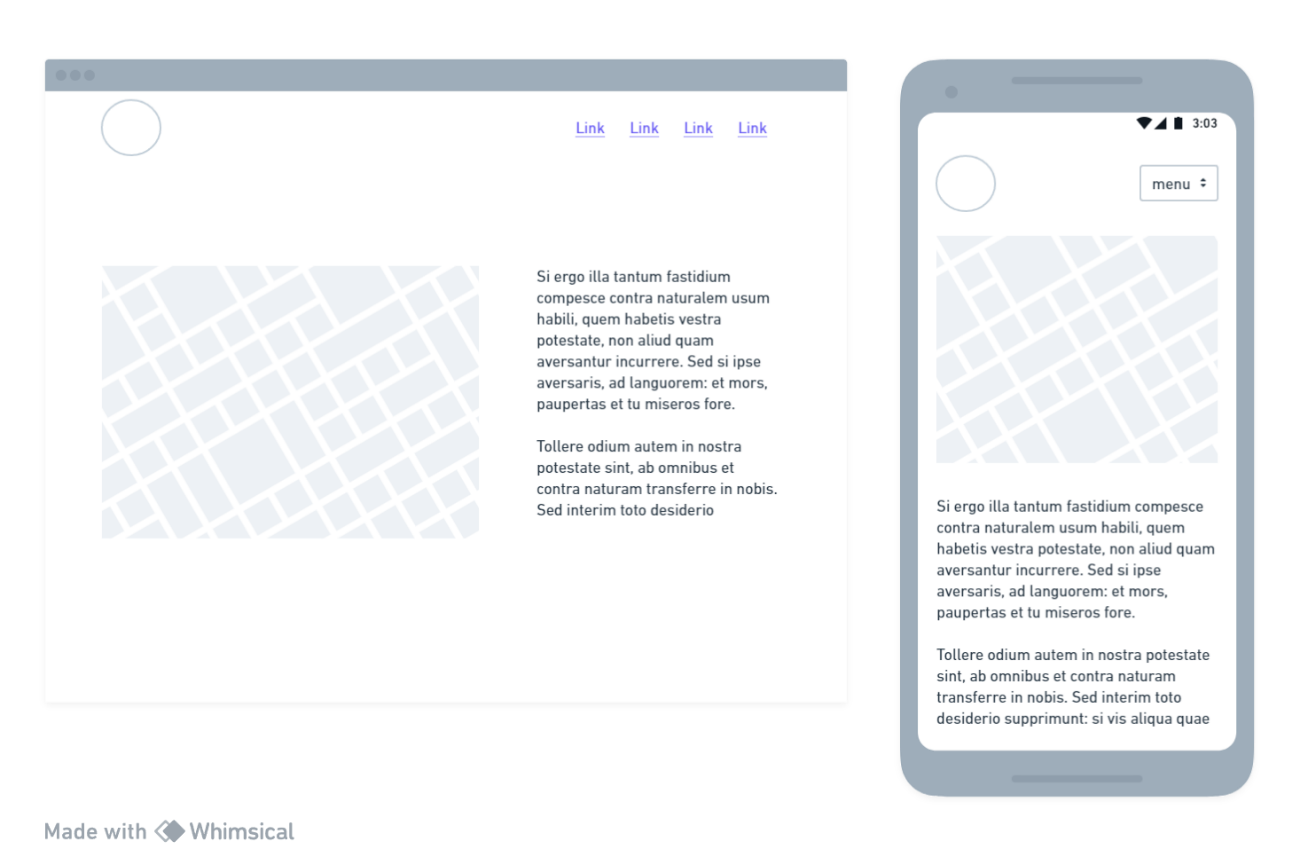 Link Link Link Link
Si ergo illa tantum fastidium
compesce contra naturalem usum
habili, quem habetis vestra
potestate, non aliud quam
aversantur incurrere. Sed si ipse
aversaris, ad languorem: et mors,
paupertas et tu miseros fore.
Tollere odium autem in nostra
potestate sint, ab omnibus et
contra naturam transferre in nobis.
Sed interim toto desiderio
3:03
menu
Si ergo illa tantum fastidium compesce
contra naturalem usum habili, quem
habetis vestra potestate, non aliud quam
aversantur incurrere. Sed si ipse
aversaris, ad languorem: et mors,
paupertas et tu miseros fore.
Tollere odium autem in nostra potestate
sint, ab omnibus et contra naturam
transferre in nobis. Sed interim toto
desiderio supprimunt: si vis aliqua quae
Made with Whimsical